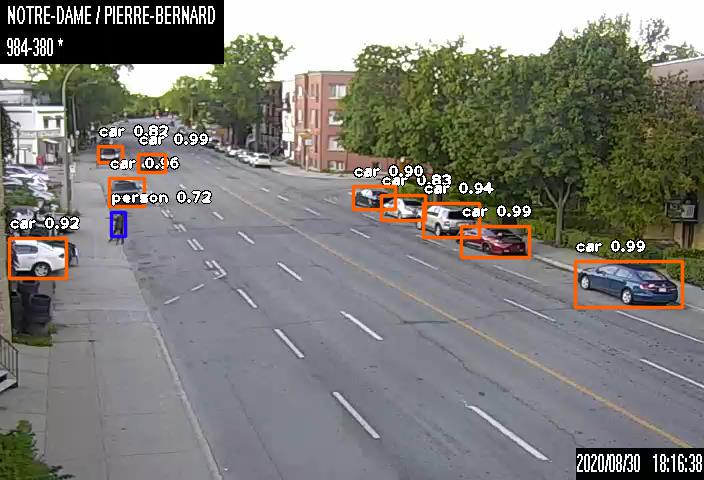 NOTRE-DAME / PIERRE-BERNARD
984-380 *
car 0.82
car 0.99
car 0.96
person 0.72
car 0.92
car 0.90
car 0.83
car 0.94
car 0.99
car 0.99
2020/08/30 18:16:38